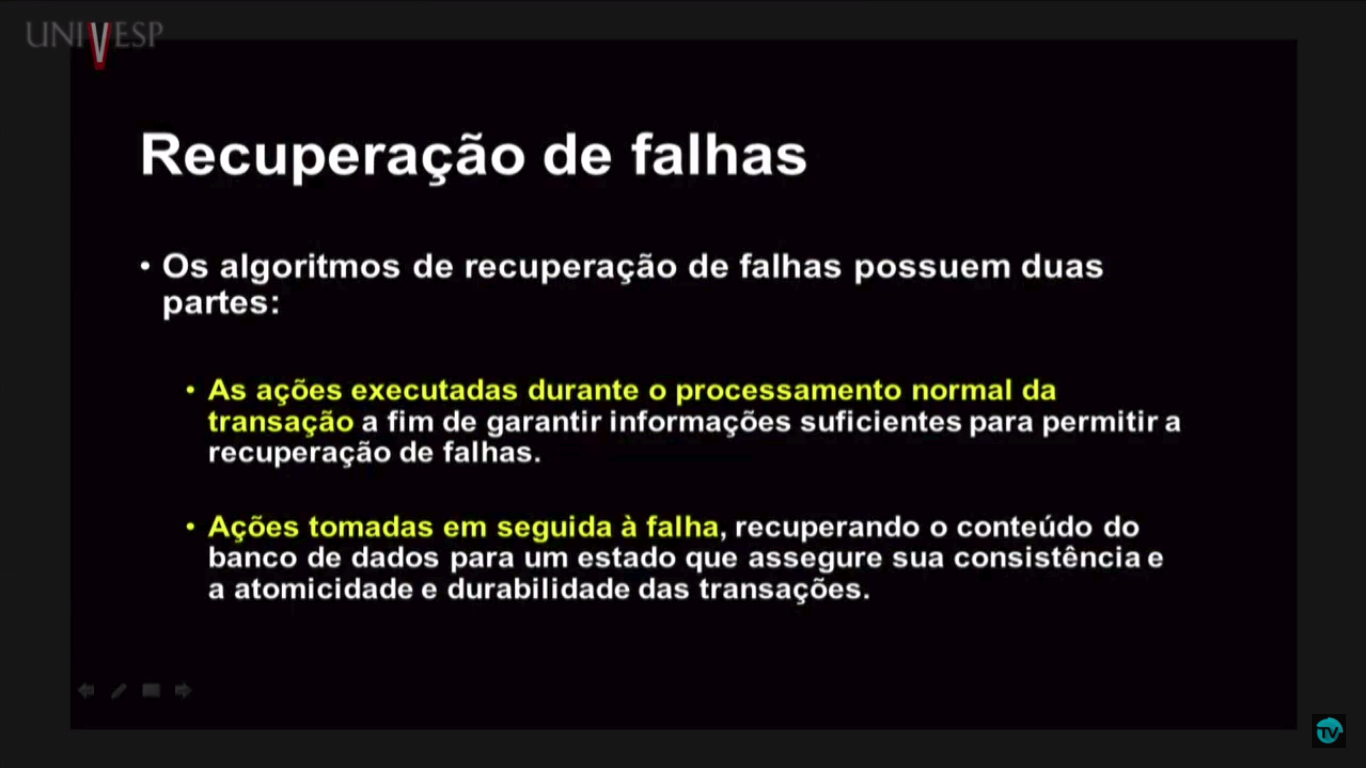 UNIVESP
Recuperação de falhas
• Os algoritmos de recuperação de falhas possuem duas
partes:
• As ações executadas durante o processamento normal da
transação a fim de garantir informações suficientes para permitir a
recuperação de falhas.
• Ações tomadas em seguida à falha, recuperando o conteúdo do
banco de dados para um estado que assegure sua consistência e
a atomicidade e durabilidade das transações.
TV